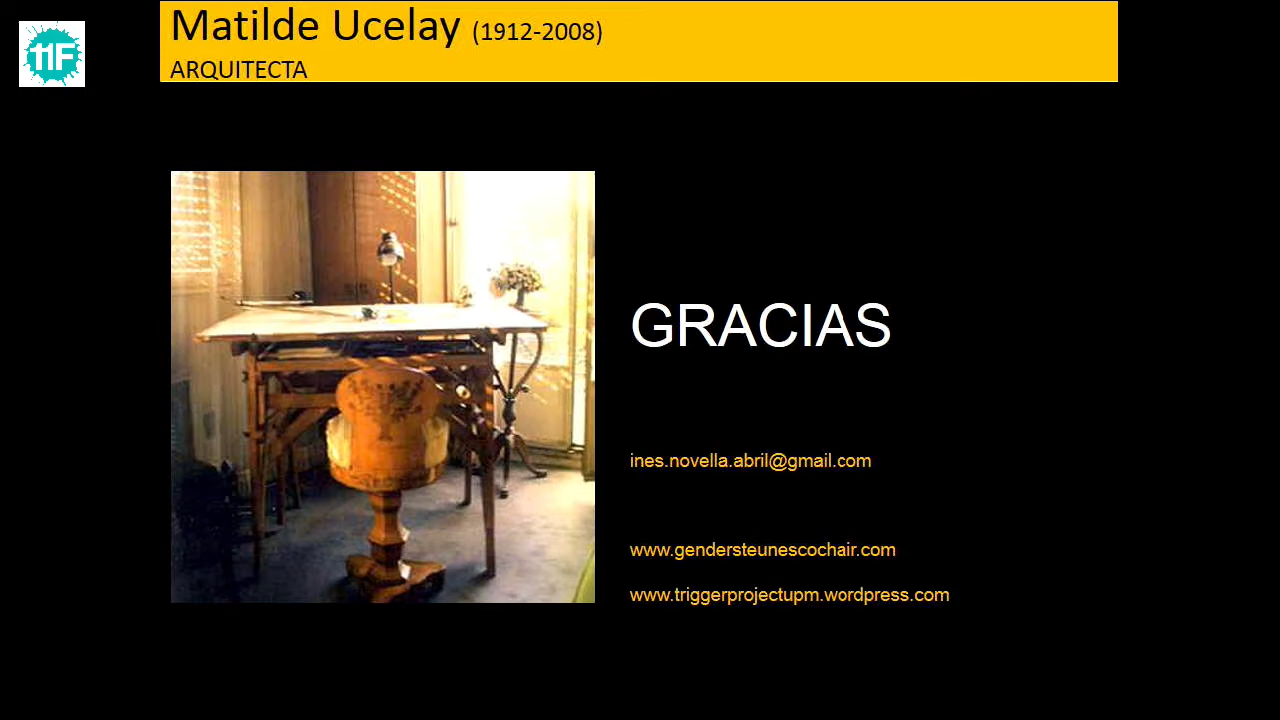 11F
Matilde Ucelay (1912-2008)
ARQUITECTA
GRACIAS
ines.novella.abril@gmail.com
www.gendersteunescochair.com
www.triggerprojectupm.wordpress.com